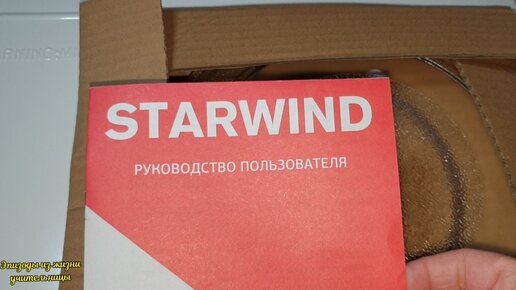 STARWIND
РУКОВОДСТВО ПОЛЬЗОВАТЕЛЯ
Эпизоды из жизни
учительницы